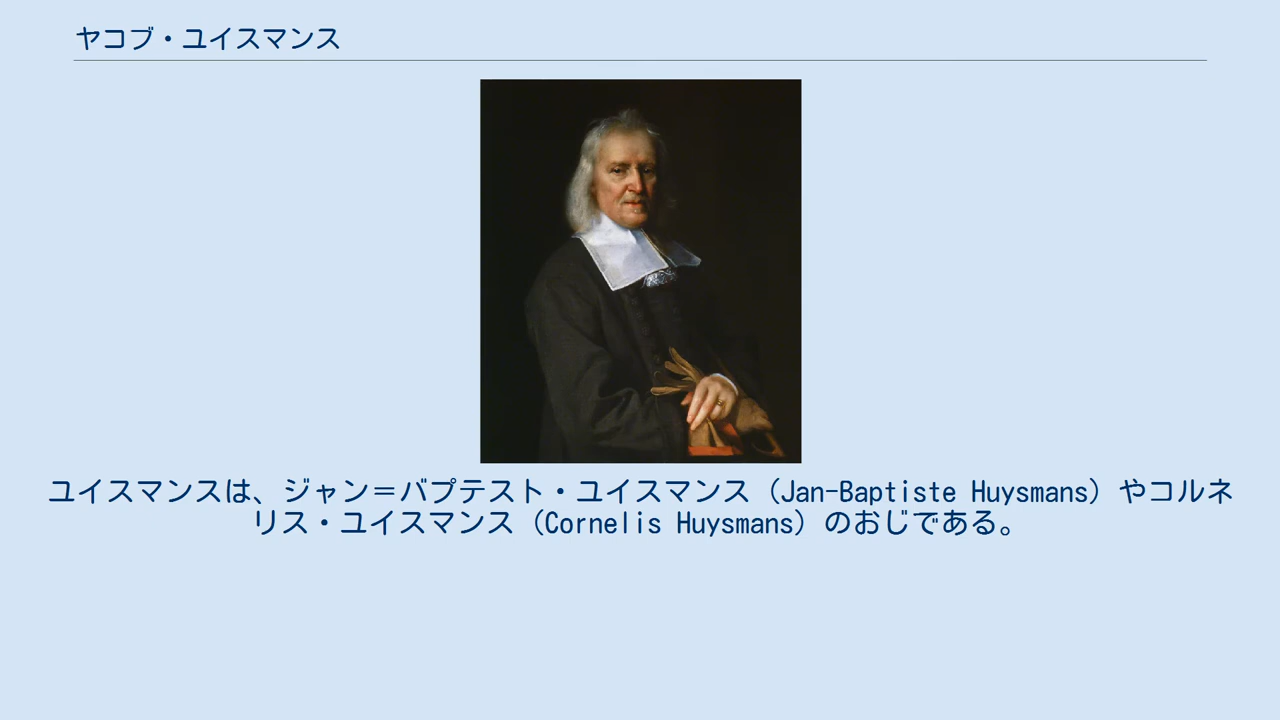 ヤコブ・ユイスマンス
ユイスマンスは、ジャン＝バプテスト・ユイスマンス（Jan-Baptiste Huysmans）やコルネ
リス・ユイスマンス（Cornelis Huysmans）のおじである。